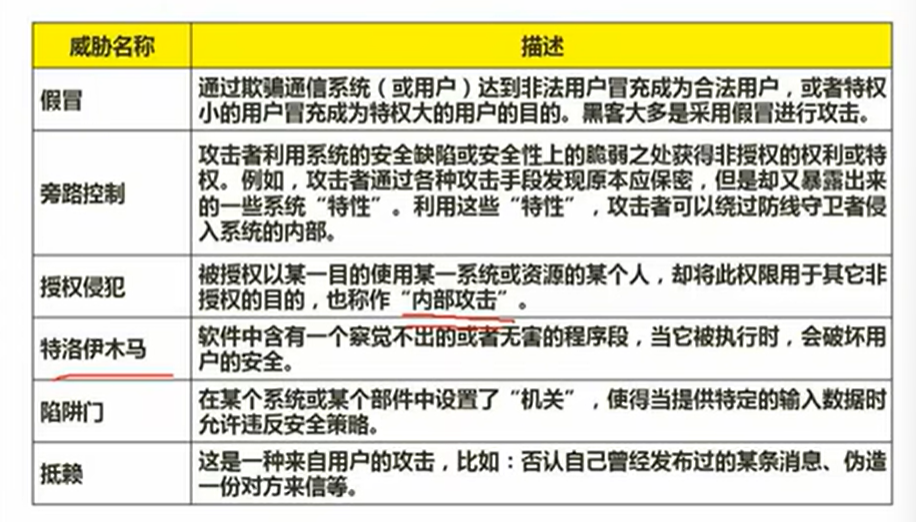 威胁名称
描述
假冒
通过欺骗通信系统（或用户）达到非法用户冒充成为合法用户，或者特权
小的用户冒充成为特权大的用户的目的。黑客大多是采用假冒进行攻击。
旁路控制
攻击者利用系统的安全缺陷或安全性上的脆弱之处获得非授权的权利或特
权。例如，攻击者通过各种攻击手段发现原本应保密，但是却又暴露出来
的一些系统“特性”。利用这些“特性”，攻击者可以绕过防线守卫者侵
入系统的内部。
授权侵犯
被授权以某一目的使用某一系统或资源的某个人，却将此权限用于其它非
授权的目的，也称作“内部攻击”。
特洛伊木马
软件中含有一个察觉不出的或者无害的程序段，当它被执行时，会破坏用
户的安全。
陷阱门
在某个系统或某个部件中设置了“机关”，使得当提供特定的输入数据时
允许违反安全策略。
抵赖
这是一种来自用户的攻击，比如：否认自己曾经发布过的某条消息、伪造
一份对方来信等。